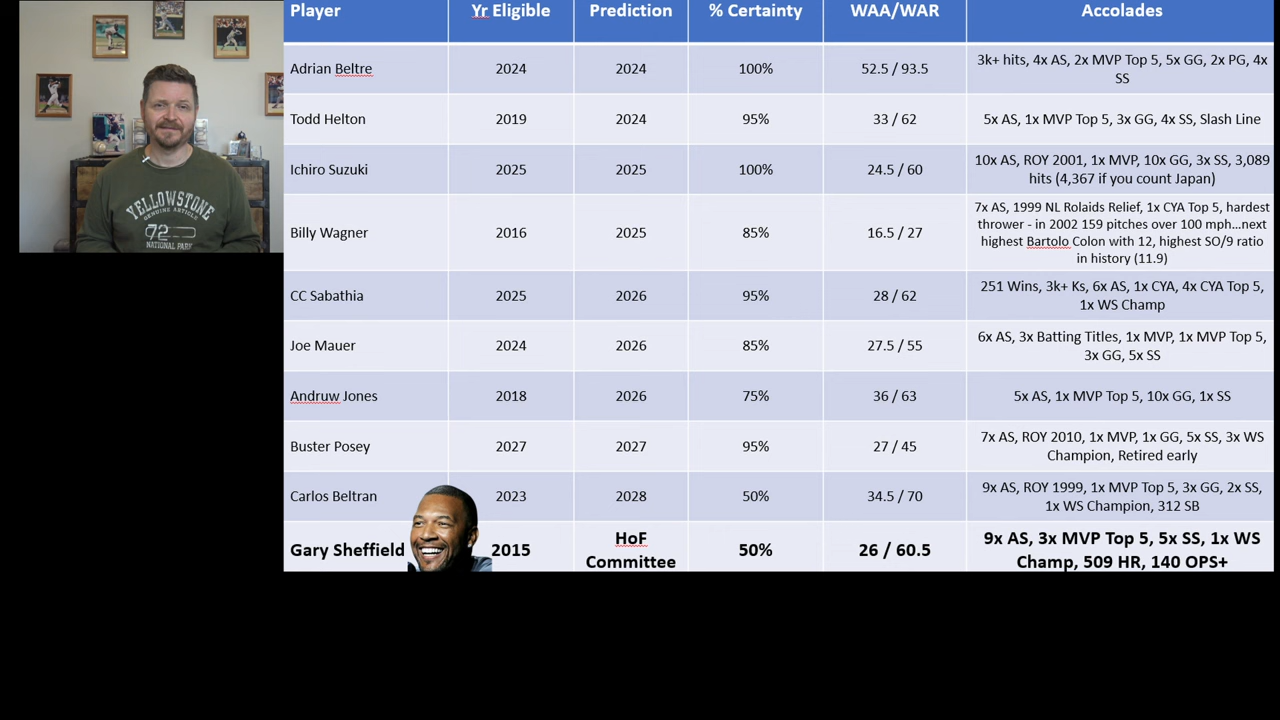 Player Yr Eligible Prediction % Certainty WAA/WAR Accolades
Adrian Beltre 2024 2024 100% 52.5 / 93.5 3k+ hits, 4x AS, 2x MVP Top 5, 5x GG, 2x PG, 4x
SS
Todd Helton 2019 2024 95% 33 / 62 5x AS, 1x MVP Top 5, 3x GG, 4x SS, Slash Line
Ichiro Suzuki 2025 2025 100% 24.5 / 60 10x AS, ROY 2001, 1x MVP, 10x GG, 3x SS, 3,089
hits (4,367 if you count Japan)
Billy Wagner 2016 2025 85% 16.5 / 27 7x AS, 1999 NL Rolaids Relief, 1x CYA Top 5, hardest
thrower - in 2002 159 pitches over 100 mph…next
highest Bartolo Colon with 12, highest SO/9 ratio
in history (11.9)
CC Sabathia 2025 2026 95% 28 / 62 251 Wins, 3k+ Ks, 6x AS, 1x CYA, 4x CYA Top 5,
1x WS Champ
Joe Mauer 2024 2026 85% 27.5 / 55 6x AS, 3x Batting Titles, 1x MVP, 1x MVP Top 5,
3x GG, 5x SS
Andruw Jones 2018 2026 75% 36 / 63 5x AS, 1x MVP Top 5, 10x GG, 1x SS
Buster Posey 2027 2027 95% 27 / 45 7x AS, ROY 2010, 1x MVP, 1x GG, 5x SS, 3x WS
Champion, Retired early
Carlos Beltran 2023 2028 50% 34.5 / 70 9x AS, ROY 1999, 1x MVP Top 5, 3x GG, 2x SS,
1x WS Champion, 312 SB
Gary Sheffield 2015 HoF
Committee 50% 26 / 60.5 9x AS, 3x MVP Top 5, 5x SS, 1x WS
Champ, 509 HR, 140 OPS+
YELLOWSTONE
GENUINE ARTICLE
72
NATIONAL PARK